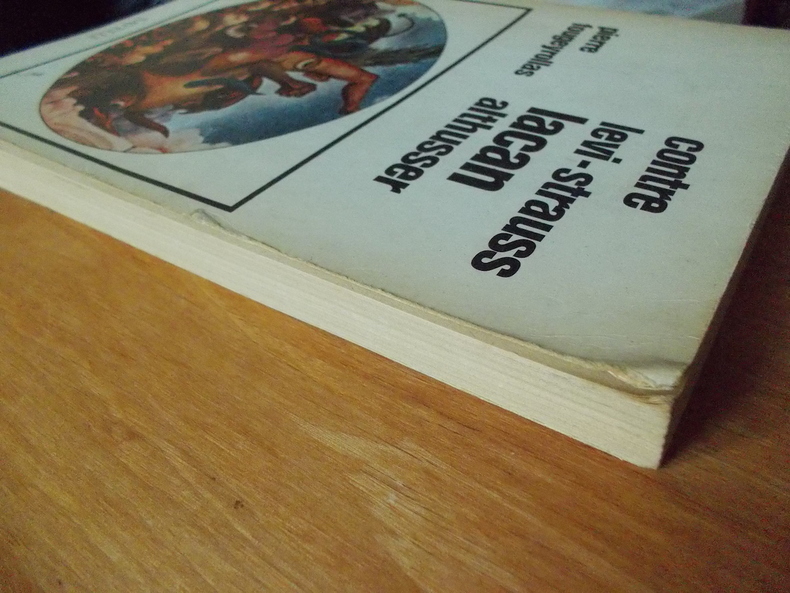 pierre
fougeyrollas
contre
levi-strauss
lacan
althusser